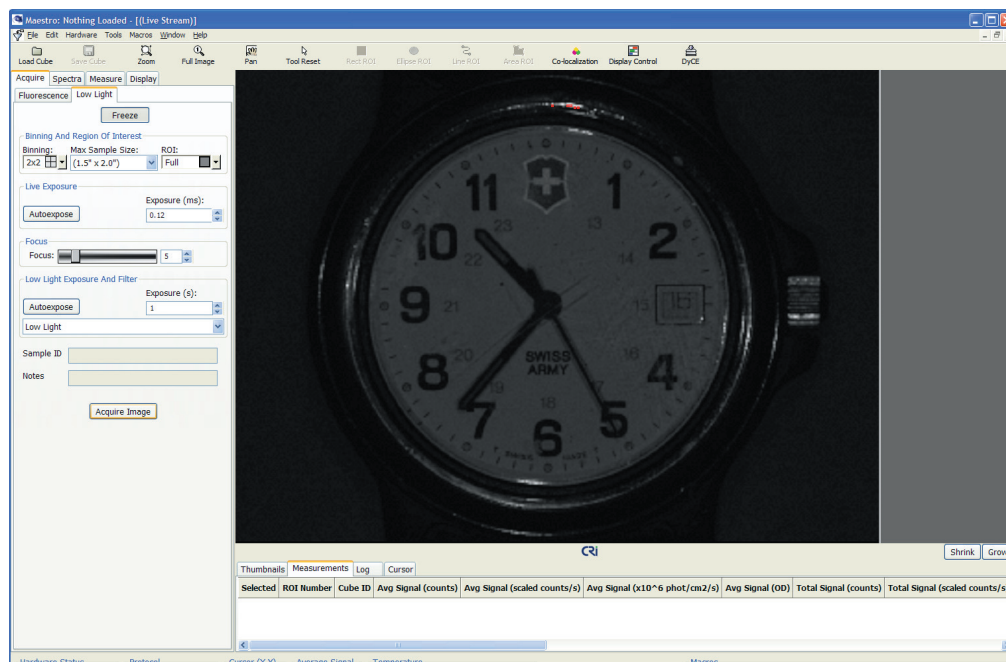 Maestro: Nothing Loaded - [(Live Stream)]
File Edit Hardware Tools Macros Window Help
Load Cube Save Cube Zoom Full Image Pan Tool Reset Rect ROI Elipse ROI Line ROI Area ROI Co-localization Display Control DyCE
Acquire Spectra Measure Display
Fluorescence Low Light
Freeze
Binning And Region Of Interest
Binning: Max Sample Size: ROI:
2x2 (1.5" x 2.0") Full
Live Exposure
Exposure (ms):
Autoexpose 0.12
Focus
Focus: 5
Low Light Exposure And Filter
Exposure (s):
Autoexpose 1
Low Light
Sample ID
Notes
Acquire Image
11 1
23 13
10 2
22 14
9 21 15 16
20 16
8 4
SWISS
ARMY
19 17
18
7 5
6
SWISS MADE
CRi
Shrink Grow
Thumbnails Measurements Log Cursor
Selected ROI Number Cube ID Avg Signal (counts) Avg Signal (scaled counts/s) Avg Signal (x10^6 phot/cm2/s) Avg Signal (OD) Total Signal (counts) Total Signal (scaled counts/s
Hardware Status Protocol Cursor (X,Y) Average Signal Temperature Macros